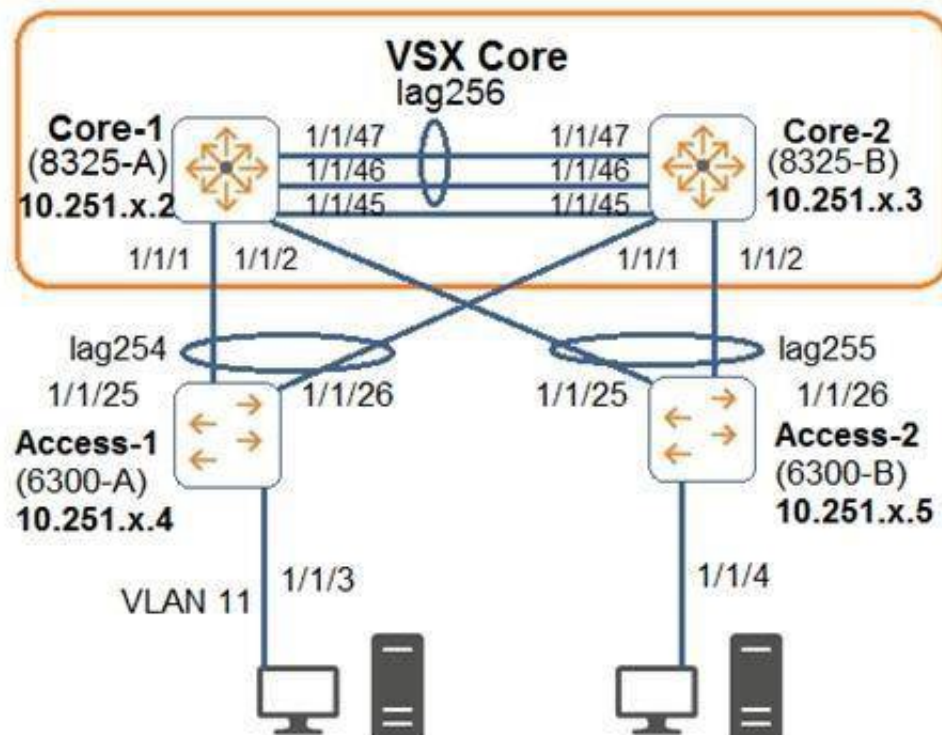 VSX Core
lag256
Core-1
(8325-A)
10.251.x.2
1/1/47
1/1/46
1/1/45
1/1/47
1/1/46
1/1/45
Core-2
(8325-B)
10.251.x.3
1/1/1
1/1/2
1/1/1
1/1/2
lag254
lag255
1/1/25
1/1/26
1/1/25
1/1/26
Access-1
(6300-A)
10.251.x.4
Access-2
(6300-B)
10.251.x.5
VLAN 11
1/1/3
1/1/4